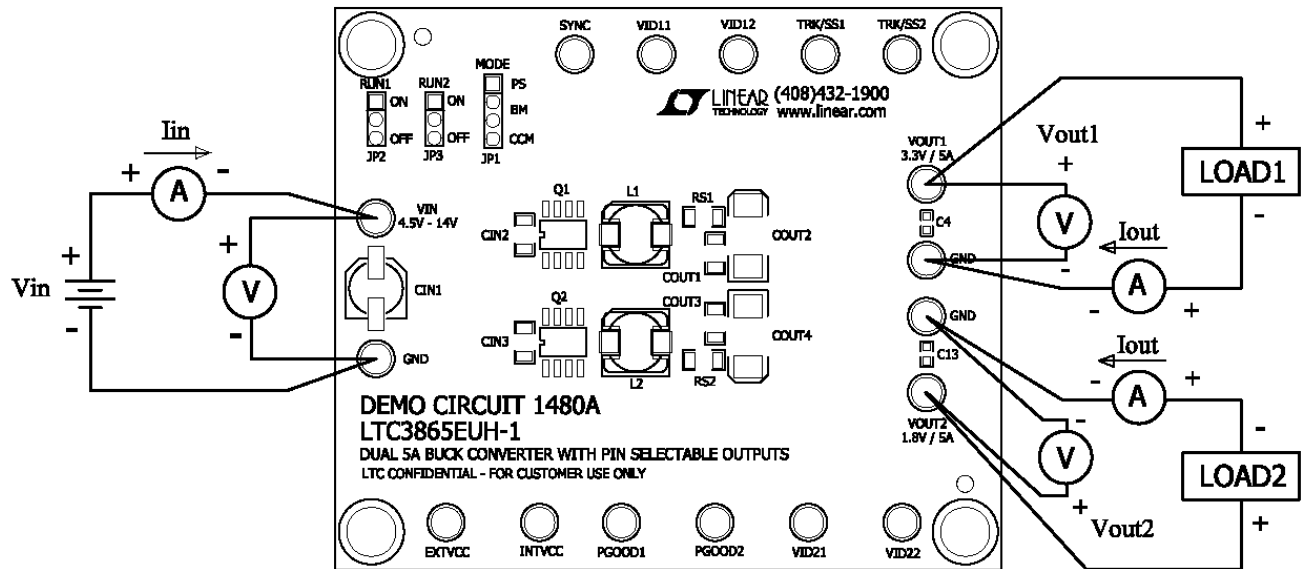 SYNC VID11 VID12 TRK/SS1 TRK/SS2
MODE
RUN1 RUN2 PS
ON ON
BM
OFF OFF CCM
JP2 JP3 JP1
LINEAR (408)432-1900
TECHNOLOGY www.linear.com
Iin
+ A -
VIN
4.5V - 14V
+
Vin
-
+
V
-
CIN1
GND
Q1 L1 RS1
CIN2 COUT2
COUT1
Q2 COUT3
CIN3 COUT4
L2 RS2
VOUT1
3.3V / 5A
C4
GND
GND
C13
VOUT2
1.8V / 5A
Vout1
+
V
-
+
LOAD1
-
Iout
- A +
Iout
- A +
-
V
+
Vout2
-
LOAD2
+
DEMO CIRCUIT 1480A
LTC3865EUH-1
DUAL 5A BUCK CONVERTER WITH PIN SELECTABLE OUTPUTS
LTC CONFIDENTIAL - FOR CUSTOMER USE ONLY
EXTVCC INTVCC PGOOD1 PGOOD2 VID21 VID22